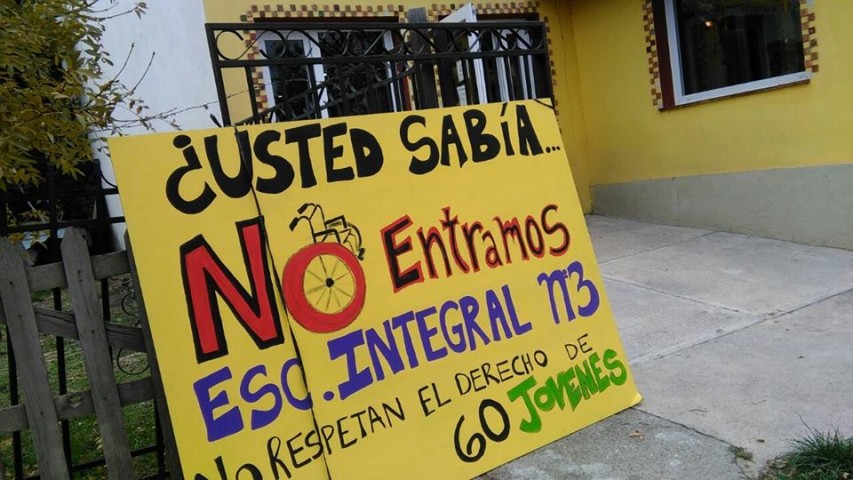 ¿USTED SABÍA...
NO Entramos
ESC. INTEGRAL Nº3
NO RESPETAN EL DERECHO DE
60 JOVENES